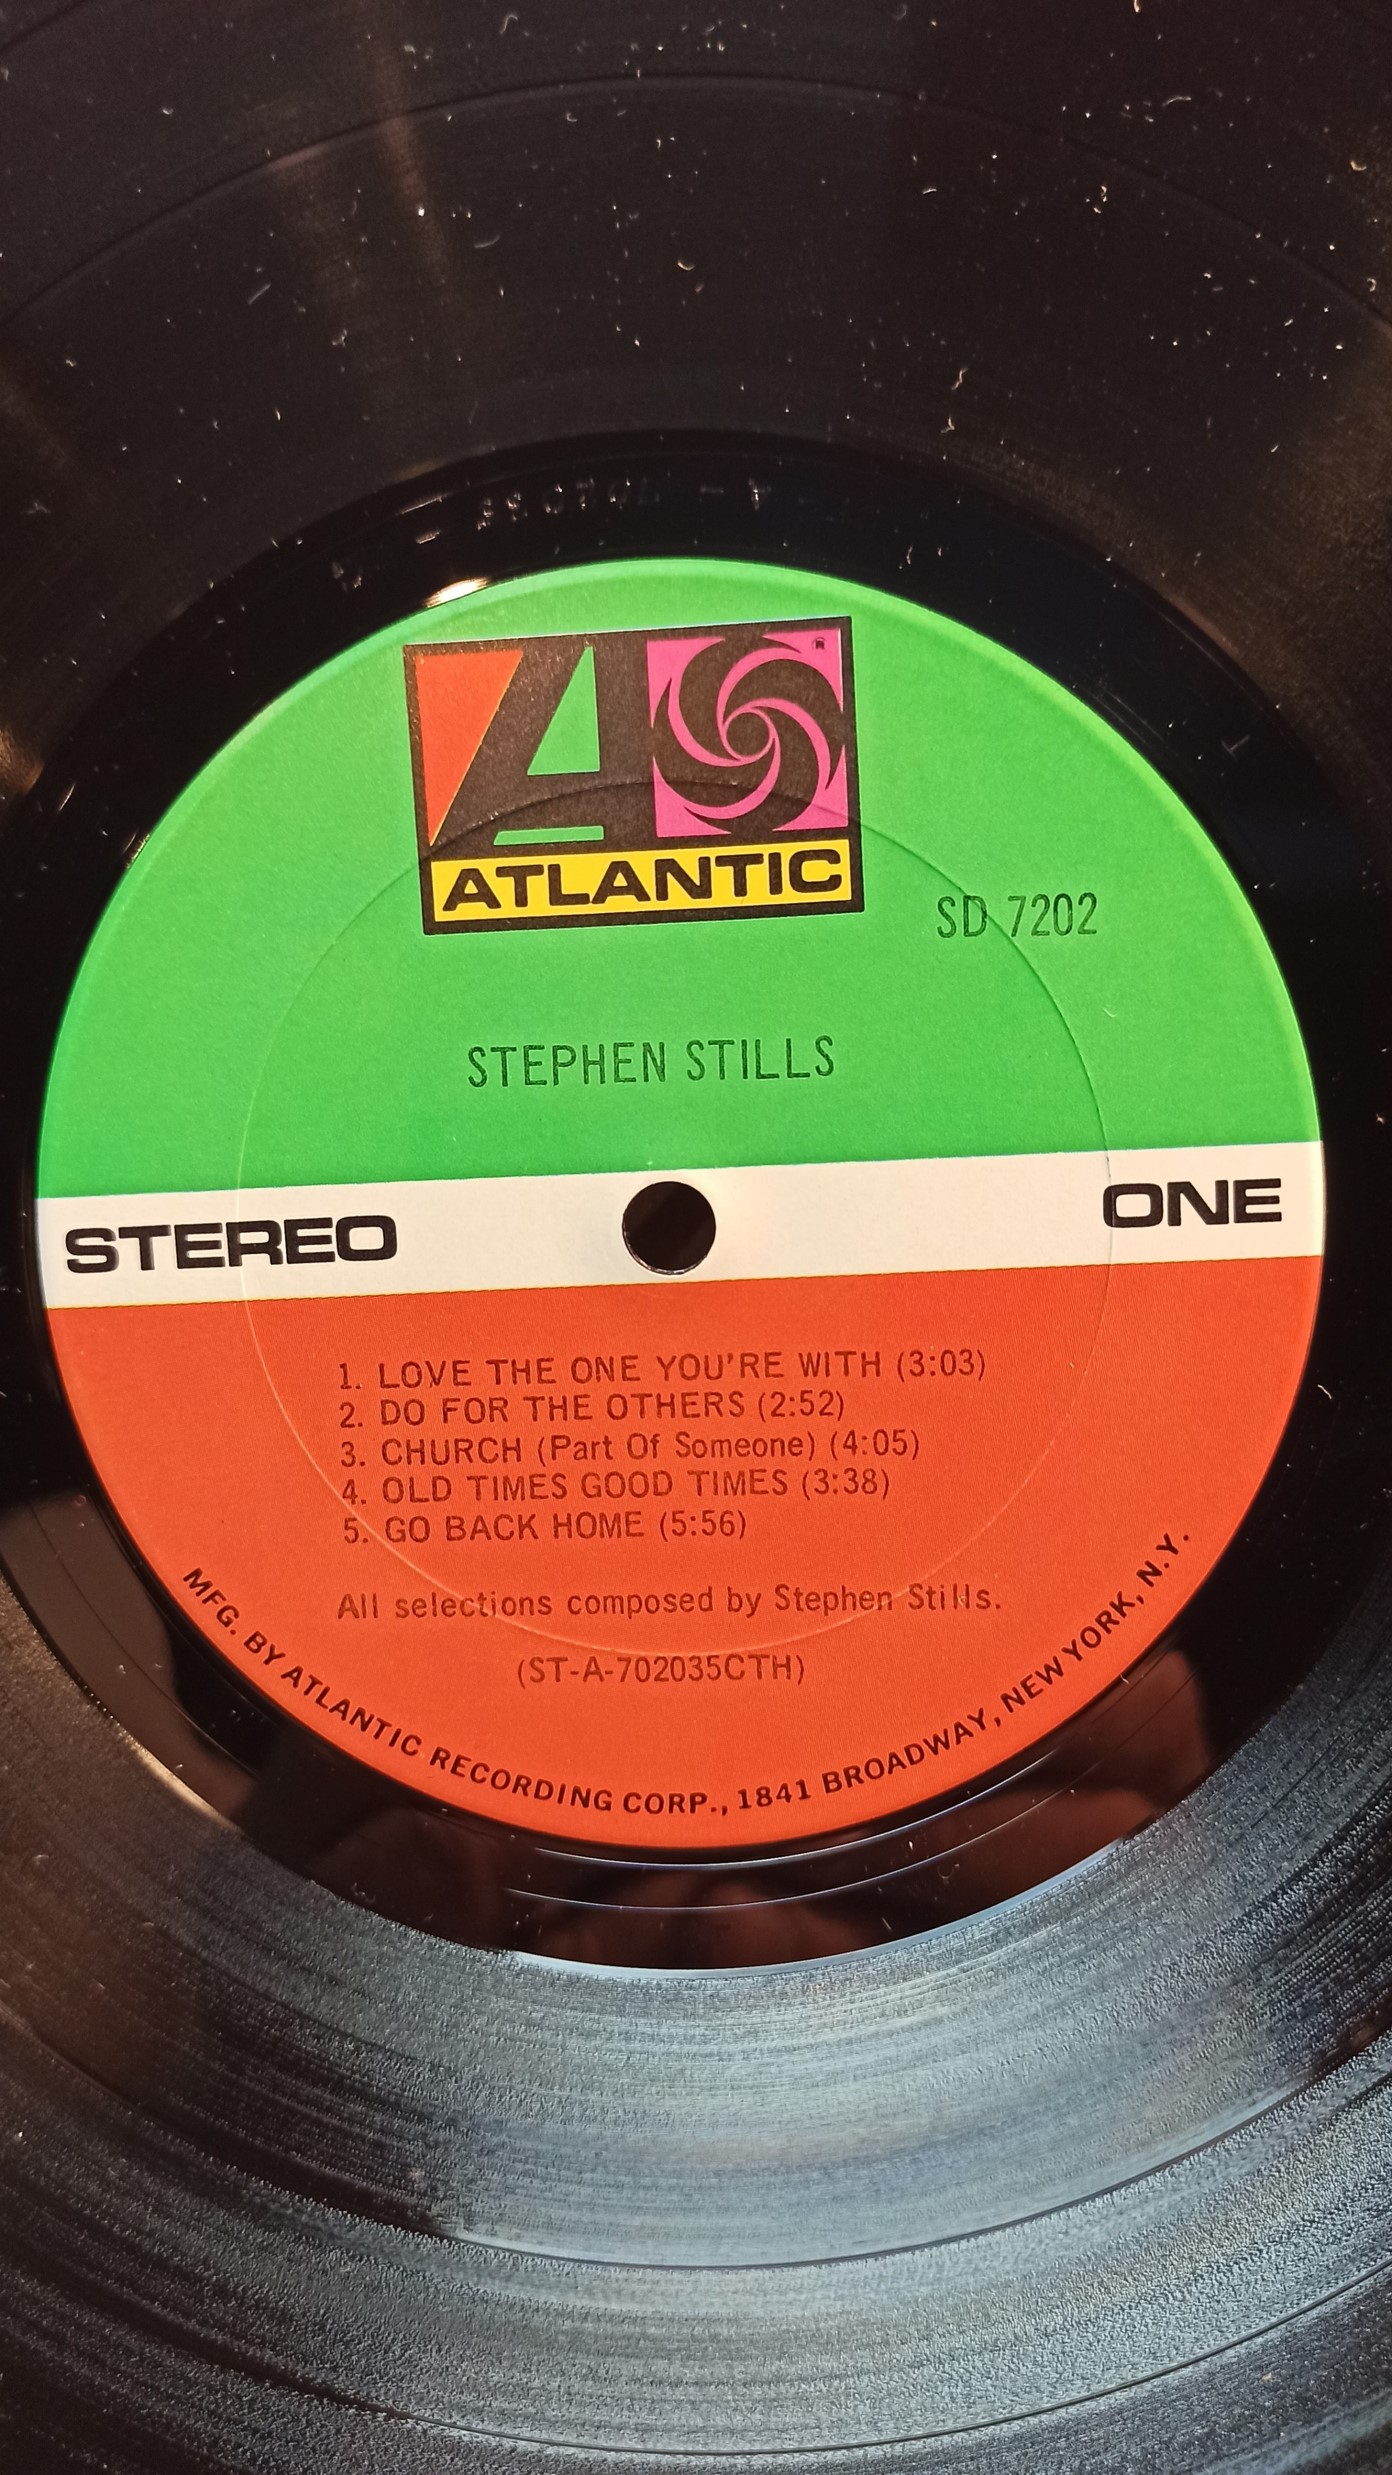 ATLANTIC
SD 7202
STEPHEN STILLS
STEREO
ONE
1. LOVE THE ONE YOU'RE WITH (3:03)
2. DO FOR THE OTHERS (2:52)
3. CHURCH (Part Of Someone) (4:05)
4. OLD TIMES GOOD TIMES (3:38)
5. GO BACK HOME (5:56)
All selections composed by Stephen Stills.
(ST-A-702035CTH)
MFG. BY ATLANTIC RECORDING CORP., 1841 BROADWAY, NEW YORK, N.Y.